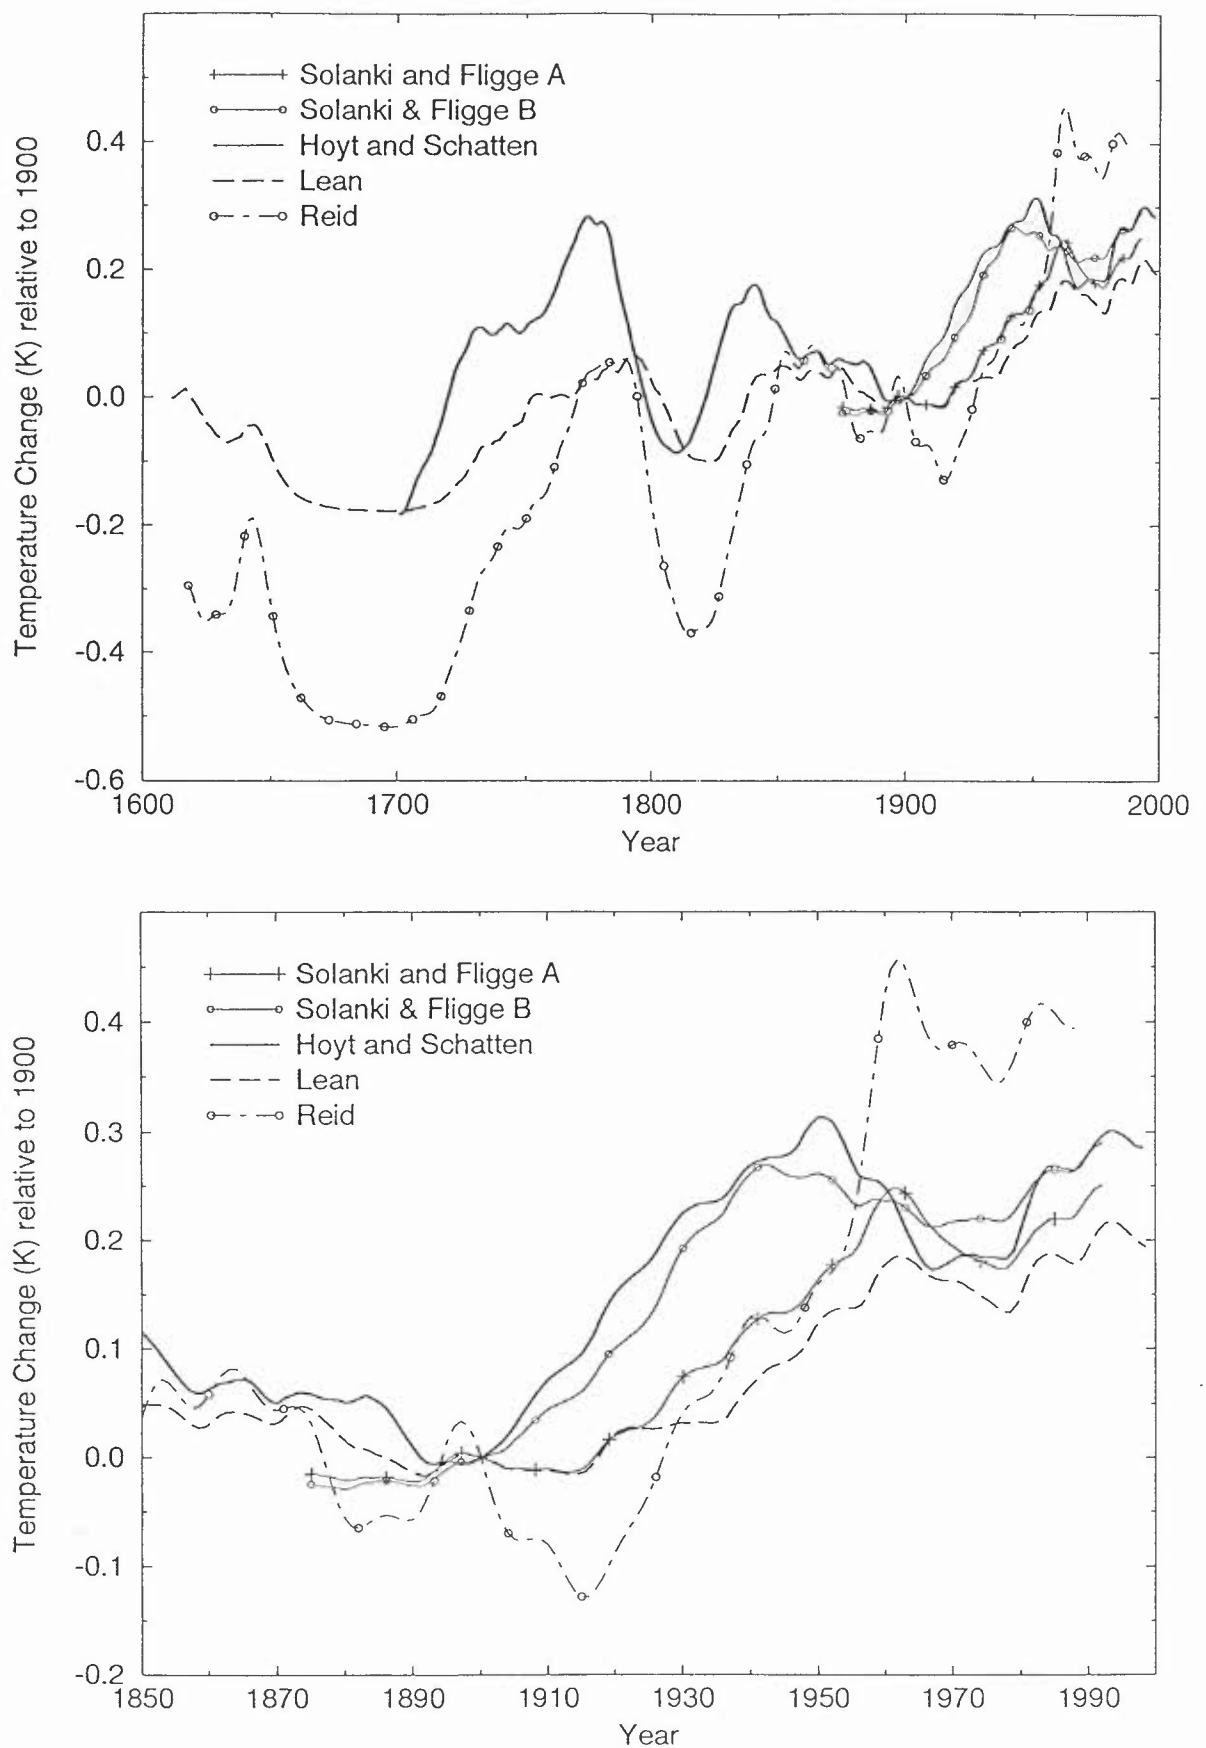 Solanki and Fligge A
Solanki & Fligge B
Hoyt and Schatten
Lean
Reid
Temperature Change (K) relative to 1900
0.4
0.2
0.0
-0.2
-0.4
-0.6
1600 1700 1800 1900 2000
Year
Solanki and Fligge A
Solanki & Fligge B
Hoyt and Schatten
Lean
Reid
Temperature Change (K) relative to 1900
0.4
0.3
0.2
0.1
0.0
-0.1
-0.2
1850 1870 1890 1910 1930 1950 1970 1990
Year